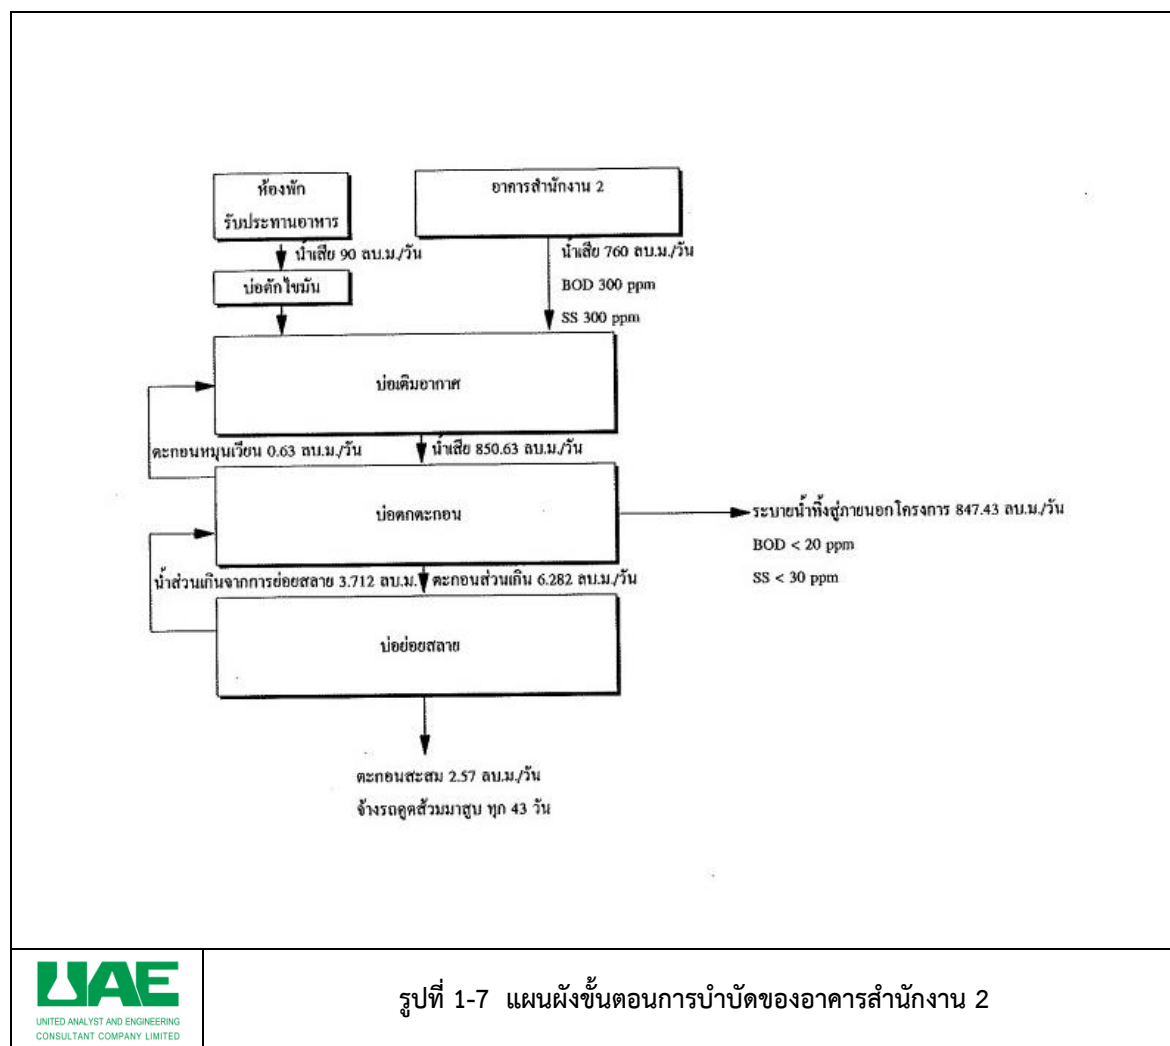 ห้องพัก
รับประทานอาหาร
อาคารสำนักงาน 2
น้ำเสีย 90 ลบ.ม./วัน
น้ำเสีย 760 ลบ.ม./วัน
BOD 300 ppm
SS 300 ppm
บ่อดักไขมัน
บ่อเติมอากาศ
ตะกอนหมุนเวียน 0.63 ลบ.ม./วัน
น้ำเสีย 850.63 ลบ.ม./วัน
บ่อตกตะกอน
ระบายน้ำทิ้งสู่ภายนอกโครงการ 847.43 ลบ.ม./วัน
BOD < 20 ppm
SS < 30 ppm
น้ำส่วนเกินจากการย่อยสลาย 3.712 ลบ.ม.
ตะกอนส่วนเกิน 6.282 ลบ.ม./วัน
บ่อย่อยสลาย
ตะกอนสะสม 2.57 ลบ.ม./วัน
จ้างรถดูดส้วมมาสูบ ทุก 43 วัน
UAE
UNITED ANALYST AND ENGINEERING
CONSULTANT COMPANY LIMITED
รูปที่ 1-7 แผนผังขั้นตอนการบำบัดของอาคารสำนักงาน 2